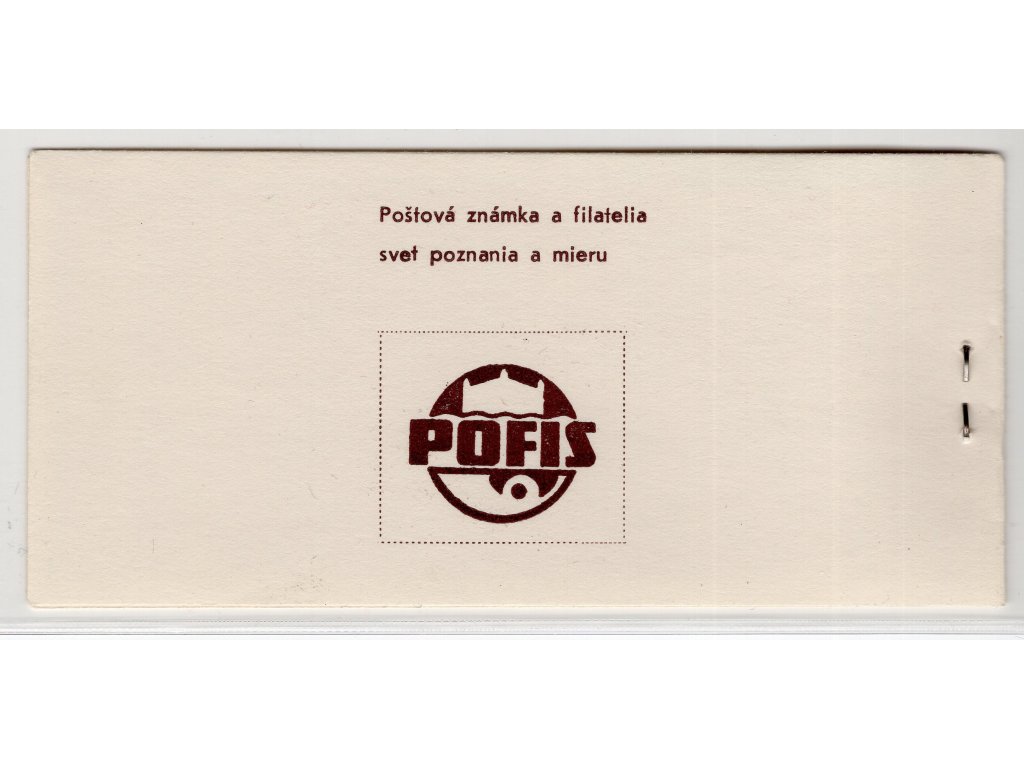 Poštová známka a filatelia
svet poznania a mieru
POFIS